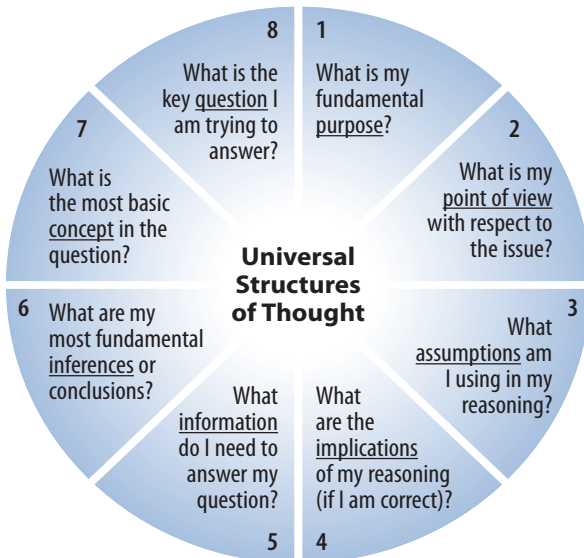 Universal
Structures
of Thought
1
What is my
fundamental
purpose?
2
What is my
point of view
with respect to
the issue?
3
What
assumptions am
I using in my
reasoning?
4
What
are the
implications
of my reasoning
(if I am correct)?
5
What
information
do I need to
answer my
question?
6
What are my
most fundamental
inferences or
conclusions?
7
What is
the most basic
concept in the
question?
8
What is the
key question I
am trying to
answer?